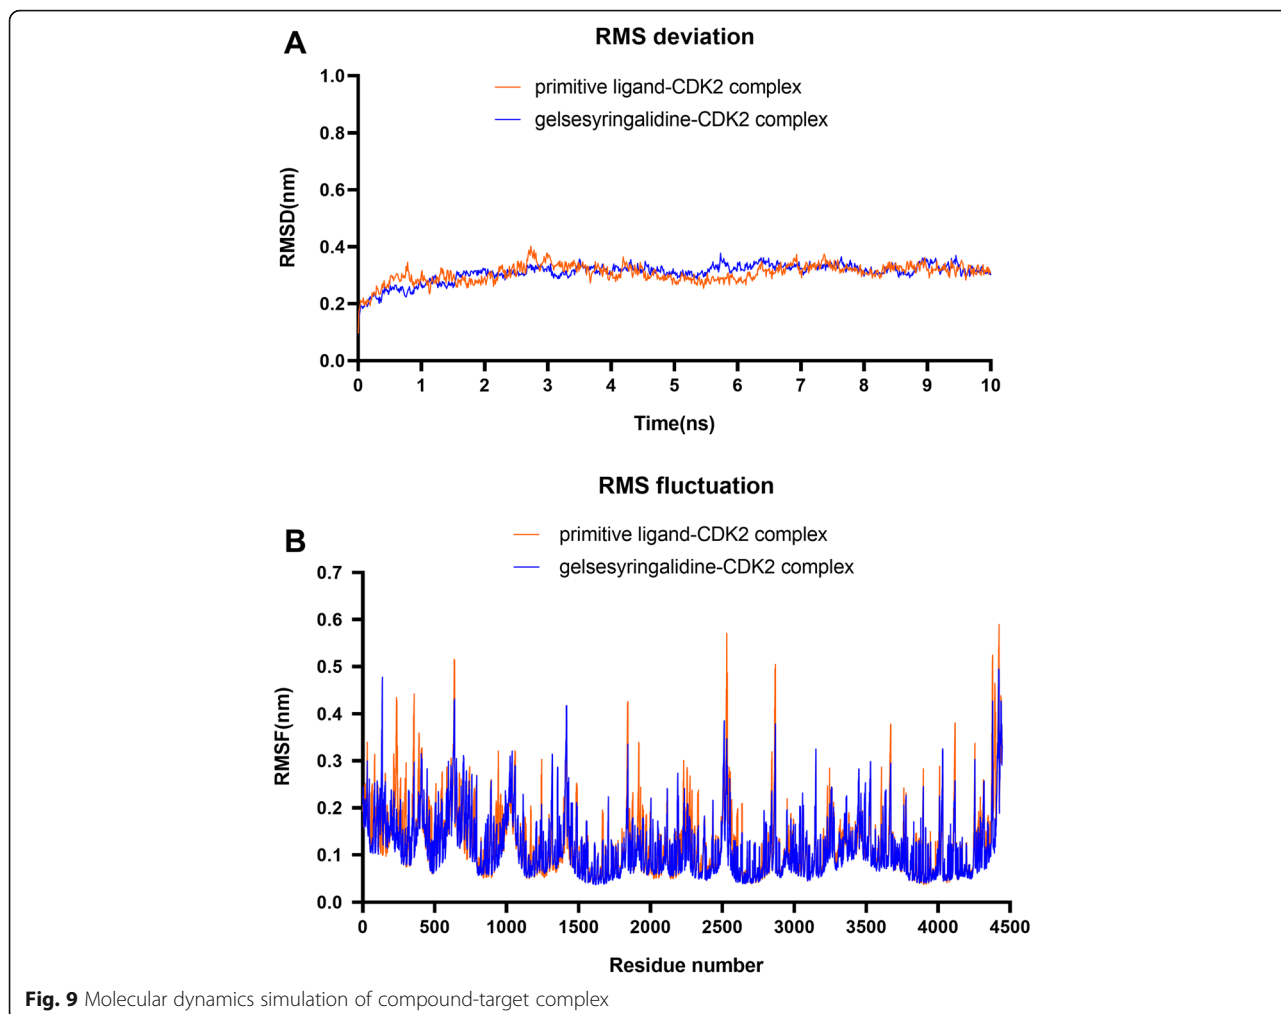 A
RMS deviation
primitive ligand-CDK2 complex
gelsesyringalidine-CDK2 complex
1.0
0.8
0.6
0.4
0.2
0.0
RMSD(nm)
0 1 2 3 4 5 6 7 8 9 10
Time(ns)
RMS fluctuation
B
primitive ligand-CDK2 complex
gelsesyringalidine-CDK2 complex
0.7
0.6
0.5
0.4
0.3
0.2
0.1
0.0
RMSF(nm)
0 500 1000 1500 2000 2500 3000 3500 4000 4500
Residue number
Fig. 9 Molecular dynamics simulation of compound-target complex